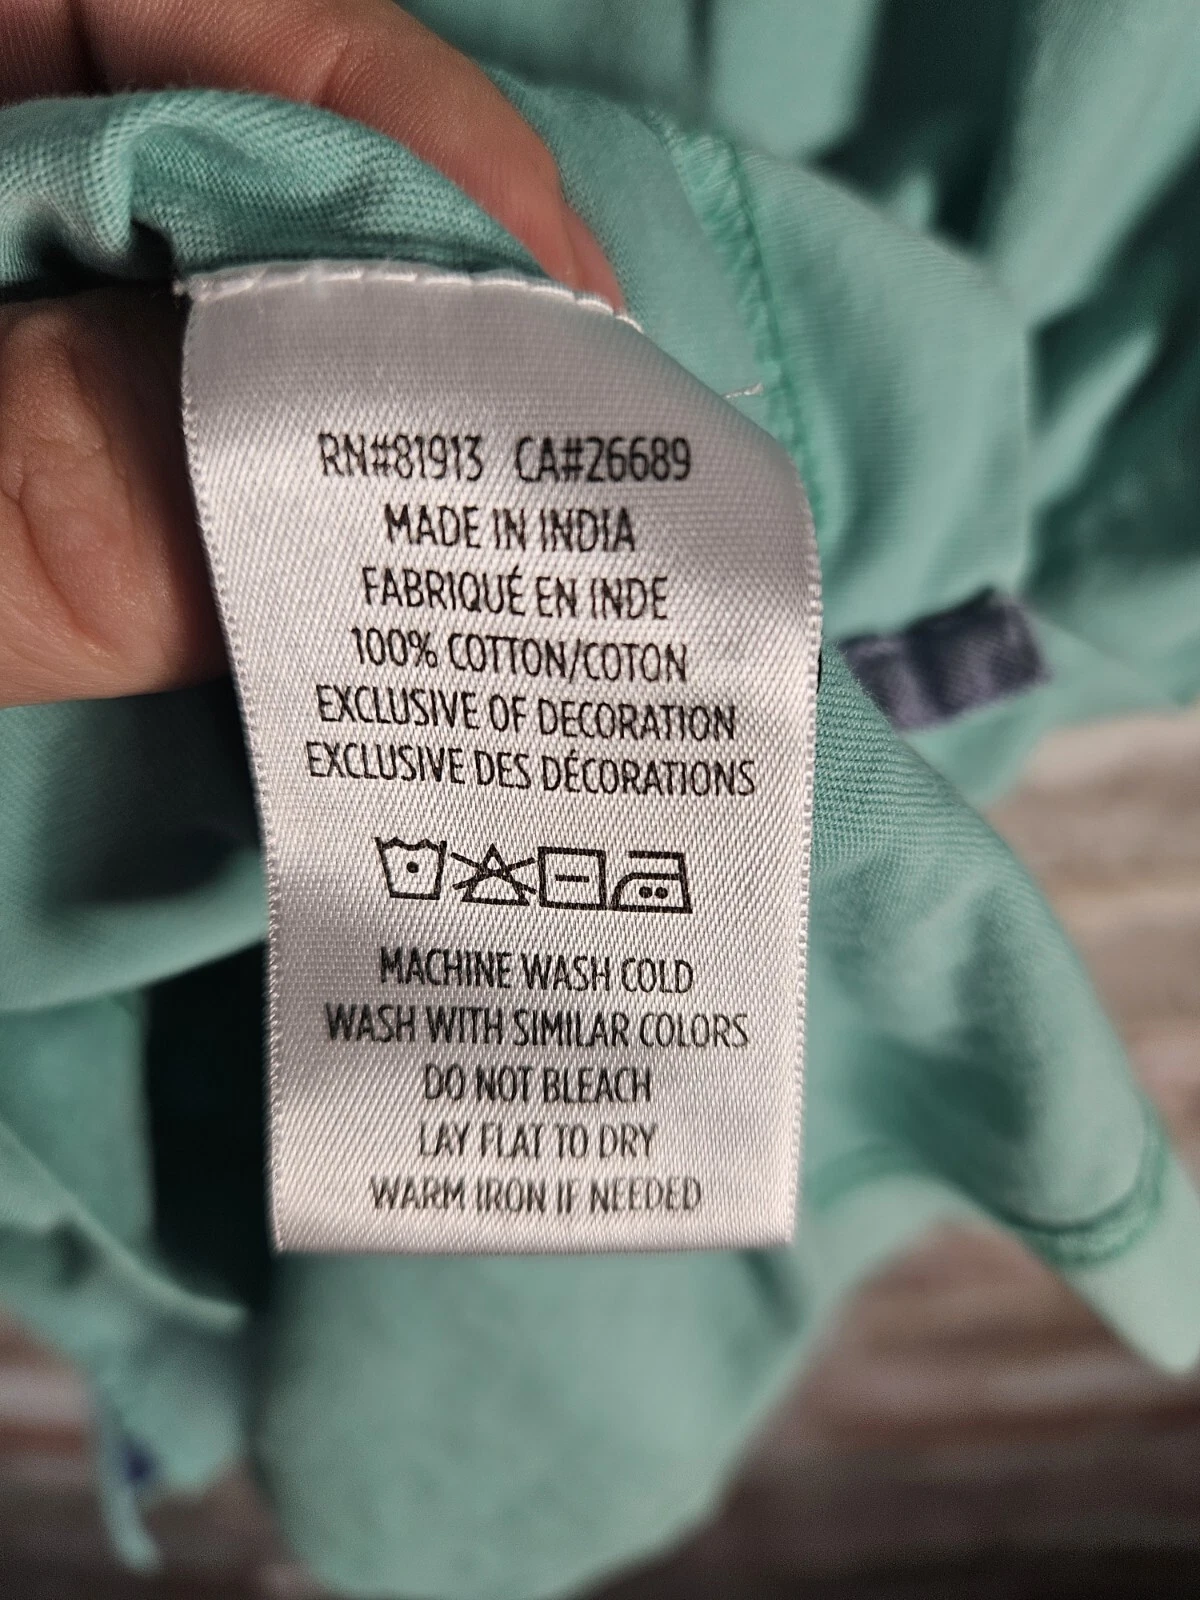 RN#81913 CA#26689
MADE IN INDIA
FABRIQUÉ EN INDE
100% COTTON/COTON
EXCLUSIVE OF DECORATION
EXCLUSIVE DES DÉCORATIONS
MACHINE WASH COLD
WASH WITH SIMILAR COLORS
DO NOT BLEACH
LAY FLAT TO DRY
WARM IRON IF NEEDED